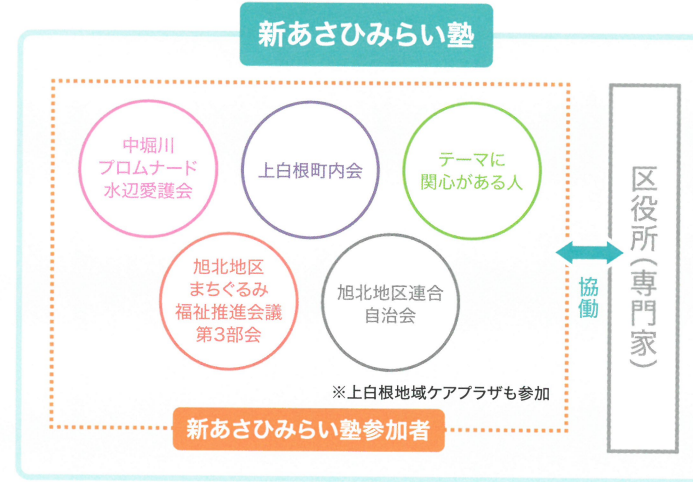 新あさひみらい塾
中堀川
プロムナード
水辺愛護会
上白根町内会
テーマに
関心がある人
旭北地区
まちぐるみ
福祉推進会議
第3部会
旭北地区連合
自治会
※上白根地域ケアプラザも参加
新あさひみらい塾参加者
協働
区役所(専門家)